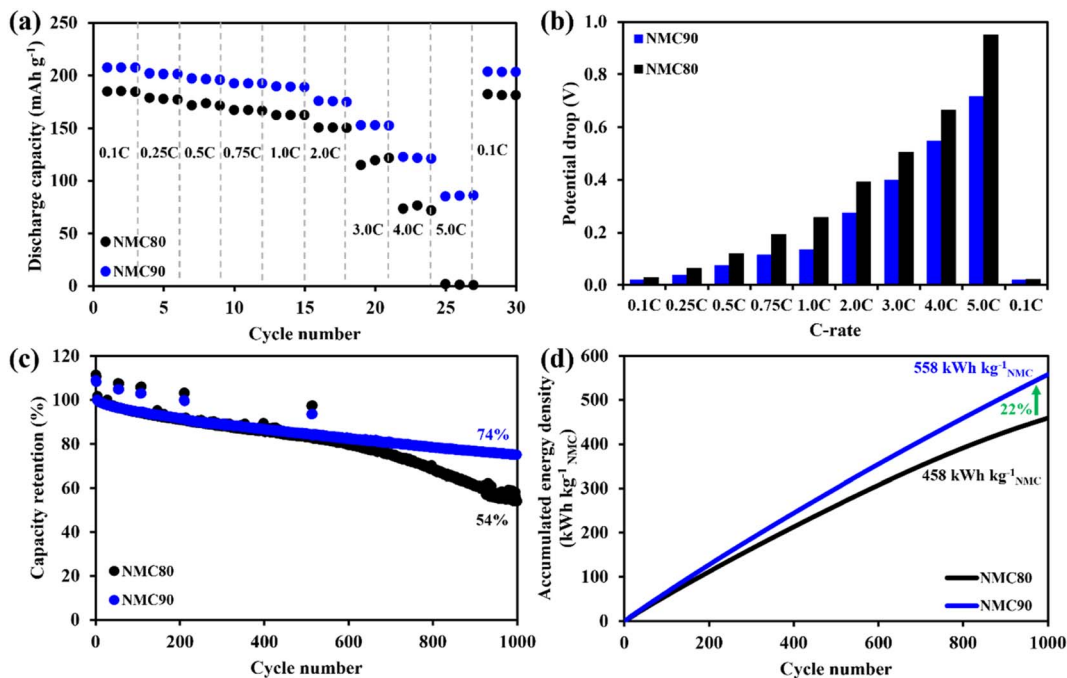 (a)
Discharge capacity (mAh g⁻¹)
250
200
150
100
50
0
0.1C 0.25C 0.5C 0.75C 1.0C 2.0C 0.1C
3.0C 4.0C 5.0C
NMC80
NMC90
0 5 10 15 20 25 30
Cycle number
(b)
Potential drop (V)
1.0
0.8
0.6
0.4
0.2
0.0
NMC90
NMC80
0.1C 0.25C 0.5C 0.75C 1.0C 2.0C 3.0C 4.0C 5.0C 0.1C
C-rate
(c)
Capacity retention (%)
120
100
80
60
40
20
0
74%
54%
NMC80
NMC90
0 200 400 600 800 1000
Cycle number
(d)
Accumulated energy density
(kWh kg⁻¹NMC)
600
500
400
300
200
100
0
558 kWh kg⁻¹NMC
22%
458 kWh kg⁻¹NMC
NMC80
NMC90
0 200 400 600 800 1000
Cycle number